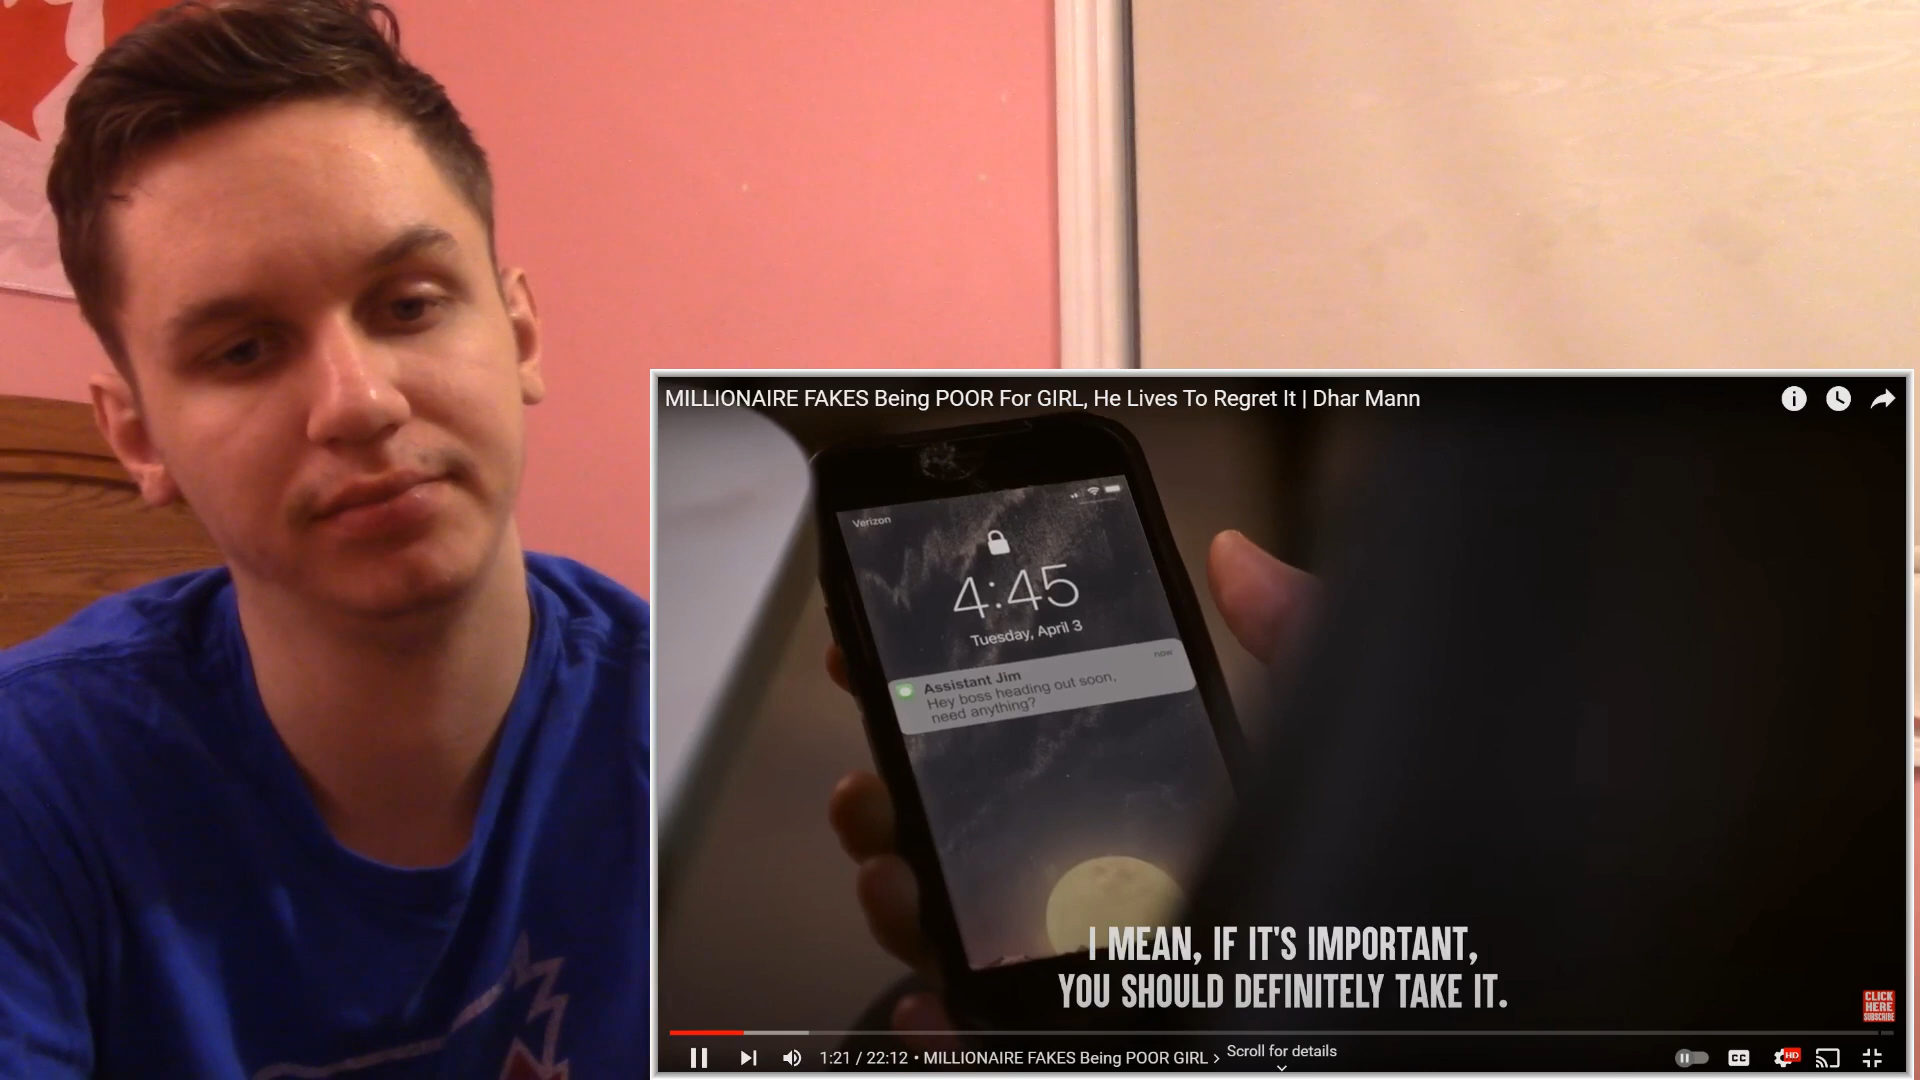 MILLIONAIRE FAKES Being POOR For GIRL, He Lives To Regret It | Dhar Mann
Verizon
4:45
Tuesday, April 3
Assistant Jim
now
Hey boss heading out soon,
need anything?
I MEAN, IF IT'S IMPORTANT,
YOU SHOULD DEFINITELY TAKE IT.
CLICK
HERE
SUBSCRIBE
1:21 / 22:12 • MILLIONAIRE FAKES Being POOR GIRL ›
Scroll for details
CC
HD